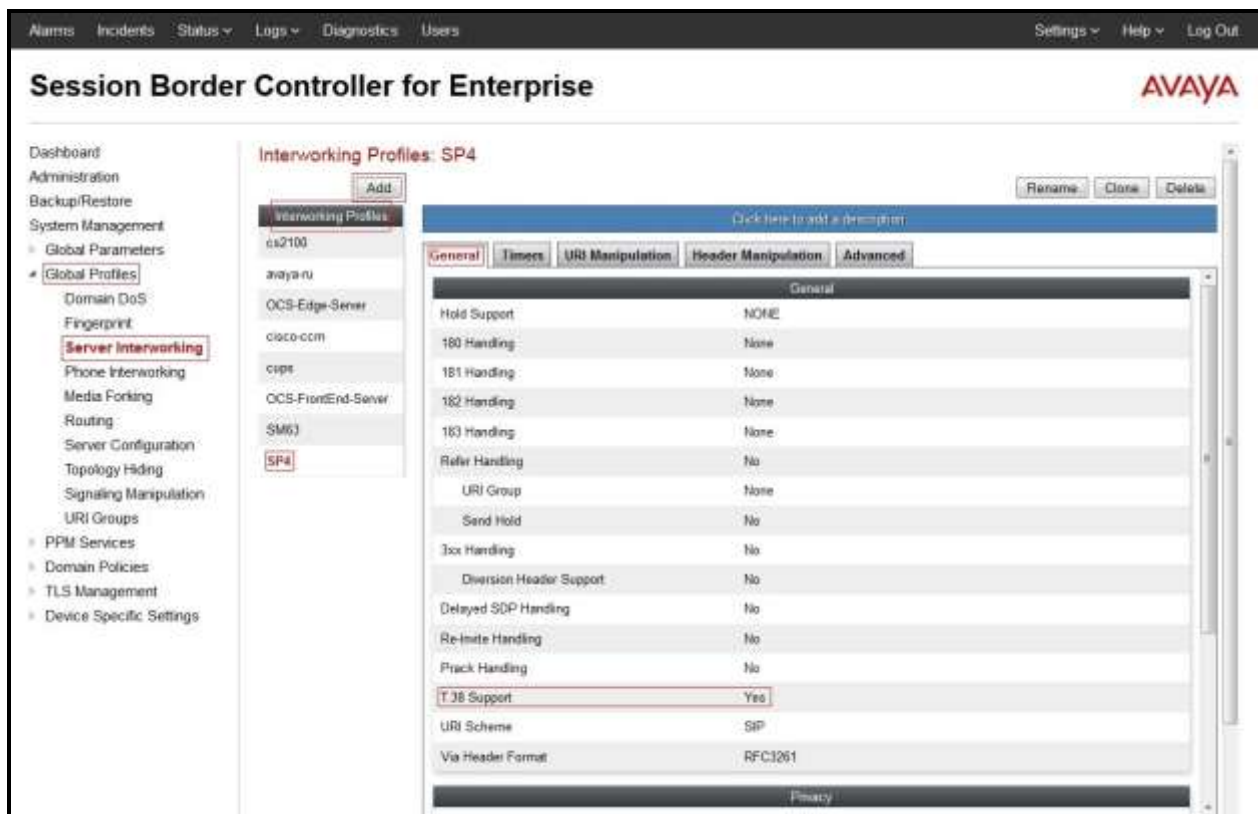 Alarms Incidents Status Logs Diagnostics Users Settings Help Log Out
Session Border Controller for Enterprise
AVAYA
Dashboard
Administration
Backup/Restore
System Management
Global Parameters
Global Profiles
Domain DoS
Fingerprint
Server Interworking
Phone Interworking
Media Forking
Routing
Server Configuration
Topology Hiding
Signaling Manipulation
URI Groups
PPM Services
Domain Policies
TLS Management
Device Specific Settings
Interworking Profiles: SP4
Add
Rename Clone Delete
Interworking Profiles
cs2100
avaya-ru
OCS-Edge-Server
cisco-ccm
cups
OCS-FrontEnd-Server
SM63
SP4
Click here to add a description.
General Timers URI Manipulation Header Manipulation Advanced
General
Hold Support NONE
180 Handling None
181 Handling None
182 Handling None
183 Handling None
Refer Handling No
URI Group None
Send Hold No
3xx Handling No
Diversion Header Support No
Delayed SDP Handling No
Re-Invite Handling No
Prack Handling No
T.38 Support Yes
URI Scheme SIP
Via Header Format RFC3261
Privacy